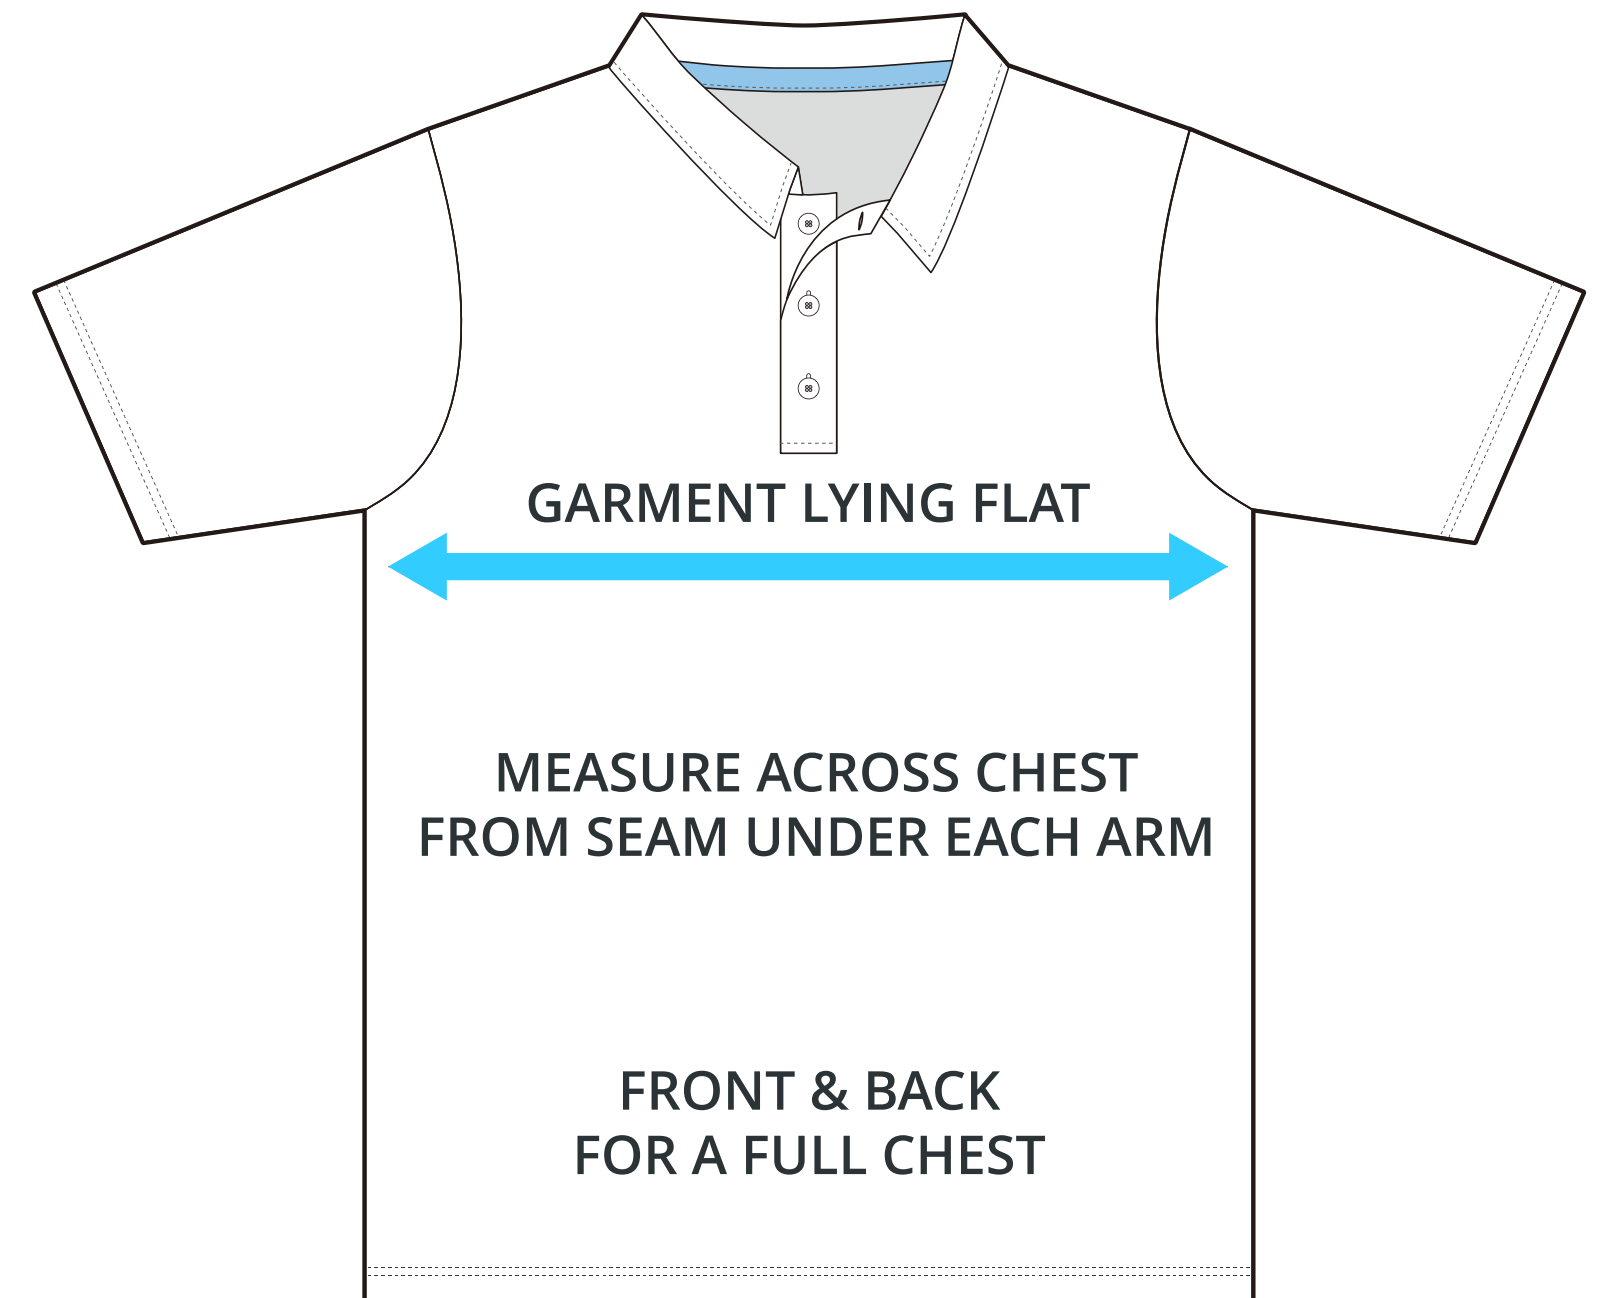 GARMENT LYING FLAT
MEASURE ACROSS CHEST
FROM SEAM UNDER EACH ARM
FRONT & BACK
FOR A FULL CHEST